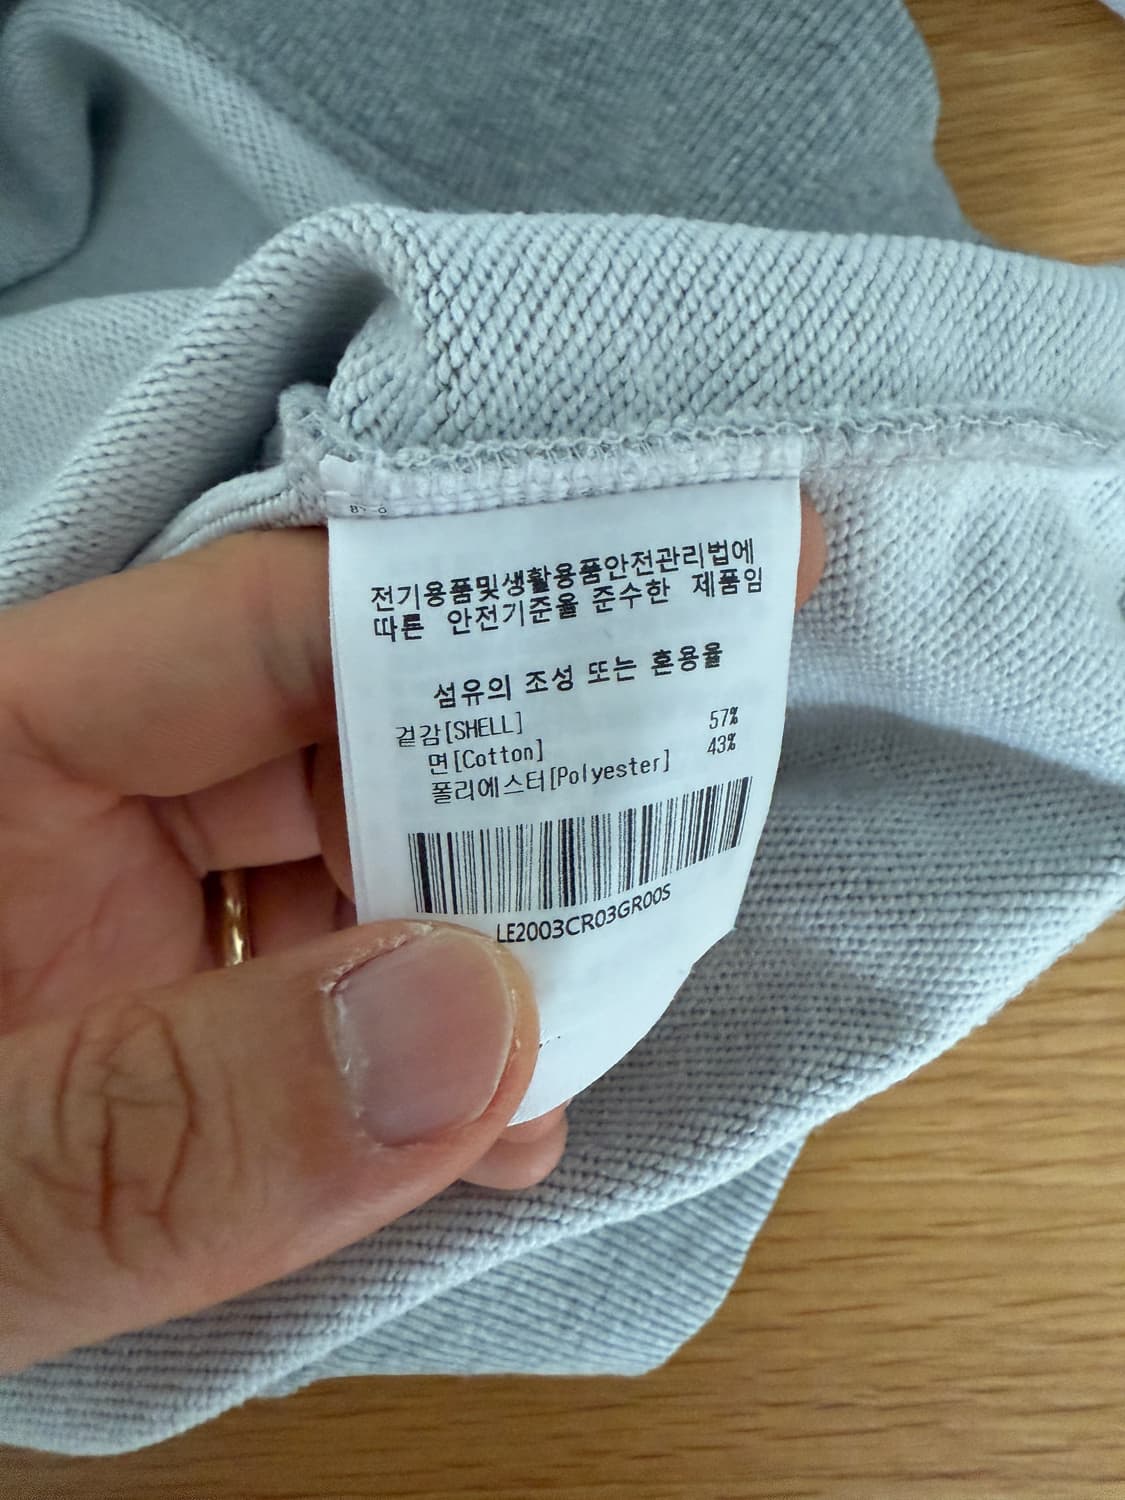 전기용품및생활용품안전관리법에
따른 안전기준을 준수한 제품임
섬유의 조성 또는 혼용율
겉감[SHELL]
면[Cotton] 57%
폴리에스터[Polyester] 43%
LE2003CR03GR00S